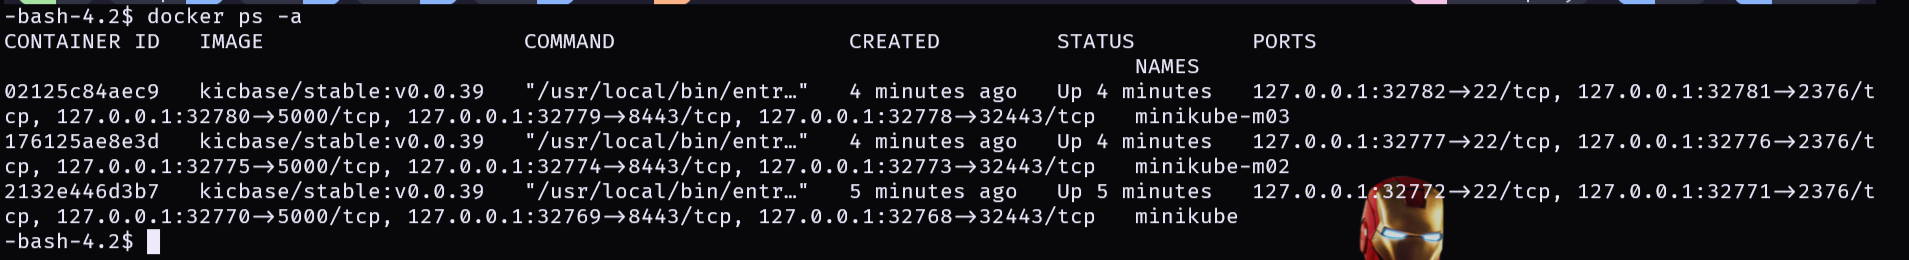 -bash-4.2$ docker ps -a
CONTAINER ID   IMAGE                    COMMAND                  CREATED         STATUS         PORTS
                                                                                       NAMES
02125c84aec9   kicbase/stable:v0.0.39   "/usr/local/bin/entr…"   4 minutes ago   Up 4 minutes   127.0.0.1:32782->22/tcp, 127.0.0.1:32781->2376/t
cp, 127.0.0.1:32780->5000/tcp, 127.0.0.1:32779->8443/tcp, 127.0.0.1:32778->32443/tcp   minikube-m03
176125ae8e3d   kicbase/stable:v0.0.39   "/usr/local/bin/entr…"   4 minutes ago   Up 4 minutes   127.0.0.1:32777->22/tcp, 127.0.0.1:32776->2376/t
cp, 127.0.0.1:32775->5000/tcp, 127.0.0.1:32774->8443/tcp, 127.0.0.1:32773->32443/tcp   minikube-m02
2132e446d3b7   kicbase/stable:v0.0.39   "/usr/local/bin/entr…"   5 minutes ago   Up 5 minutes   127.0.0.1:32772->22/tcp, 127.0.0.1:32771->2376/t
cp, 127.0.0.1:32770->5000/tcp, 127.0.0.1:32769->8443/tcp, 127.0.0.1:32768->32443/tcp   minikube
-bash-4.2$